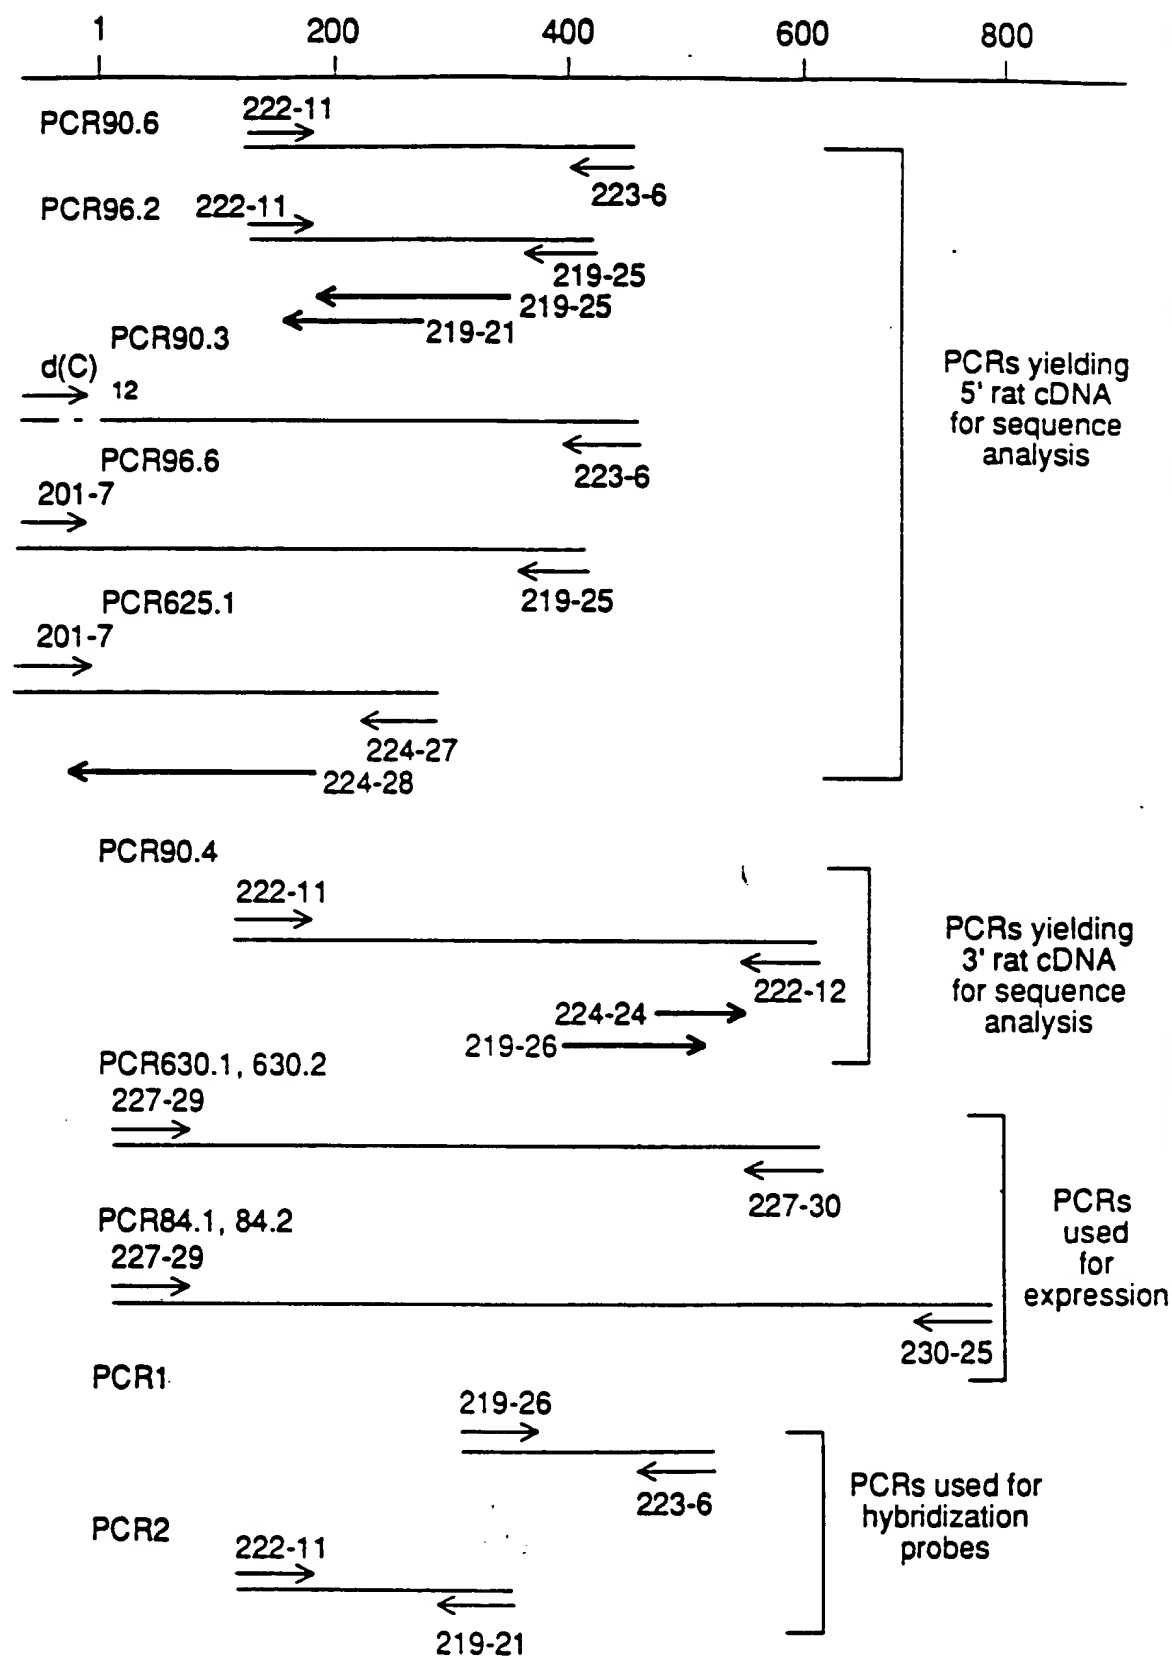 1 200 400 600 800
PCR90.6
222-11
223-6
PCR96.2
222-11
219-25
219-25
219-21
PCR90.3
d(C)
12
223-6
PCR96.6
201-7
219-25
PCR625.1
201-7
224-27
224-28
PCRs yielding
5' rat cDNA
for sequence
analysis
PCR90.4
222-11
222-12
224-24
219-26
PCRs yielding
3' rat cDNA
for sequence
analysis
PCR630.1, 630.2
227-29
227-30
PCR84.1, 84.2
227-29
230-25
PCRs
used
for
expression
PCR1
219-26
223-6
PCR2
222-11
219-21
PCRs used for
hybridization
probes